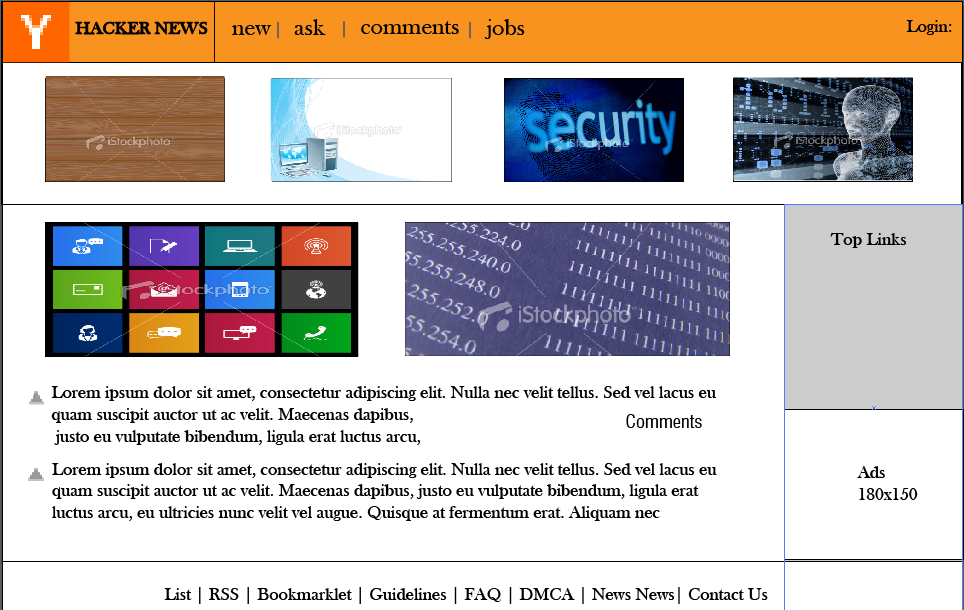 Y HACKER NEWS new | ask | comments | jobs Login:
iStockphoto
iStockphoto
security
iStockphoto
iStockphoto
iStockphoto
255.255.224.0
255.255.240.0
255.255.248.0
255.255.252.0
255.255.254.0
iStockphoto
Top Links
Lorem ipsum dolor sit amet, consectetur adipiscing elit. Nulla nec velit tellus. Sed vel lacus eu
quam suscipit auctor ut ac velit. Maecenas dapibus,
justo eu vulputate bibendum, ligula erat luctus arcu,
Comments
Lorem ipsum dolor sit amet, consectetur adipiscing elit. Nulla nec velit tellus. Sed vel lacus eu
quam suscipit auctor ut ac velit. Maecenas dapibus, justo eu vulputate bibendum, ligula erat
luctus arcu, eu ultricies nunc velit vel augue. Quisque at fermentum erat. Aliquam nec
Ads
180x150
List | RSS | Bookmarklet | Guidelines | FAQ | DMCA | News News| Contact Us